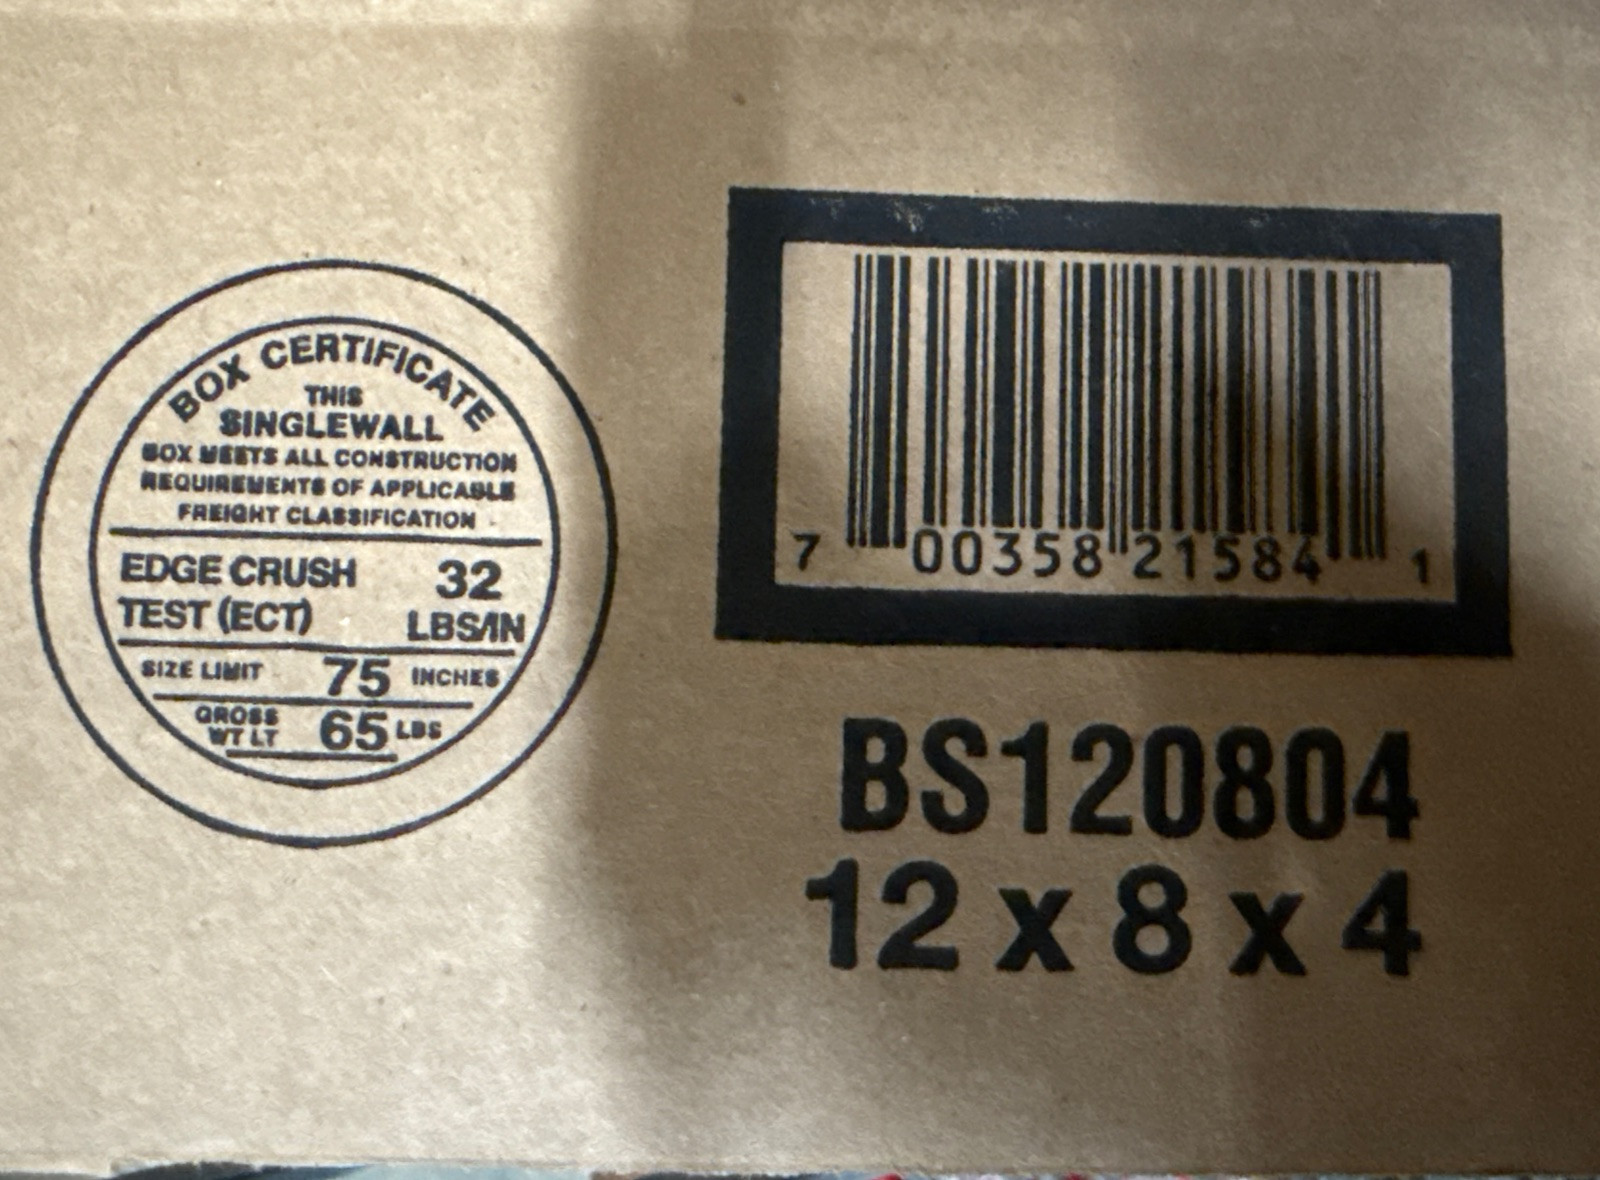 BOX CERTIFICATE
THIS
SINGLEWALL
BOX MEETS ALL CONSTRUCTION
REQUIREMENTS OF APPLICABLE
FREIGHT CLASSIFICATION
EDGE CRUSH 32
TEST (ECT) LBS/IN
SIZE LIMIT 75 INCHES
GROSS
WT LT 65 LBS
7 00358 21584 1
BS120804
12 x 8 x 4